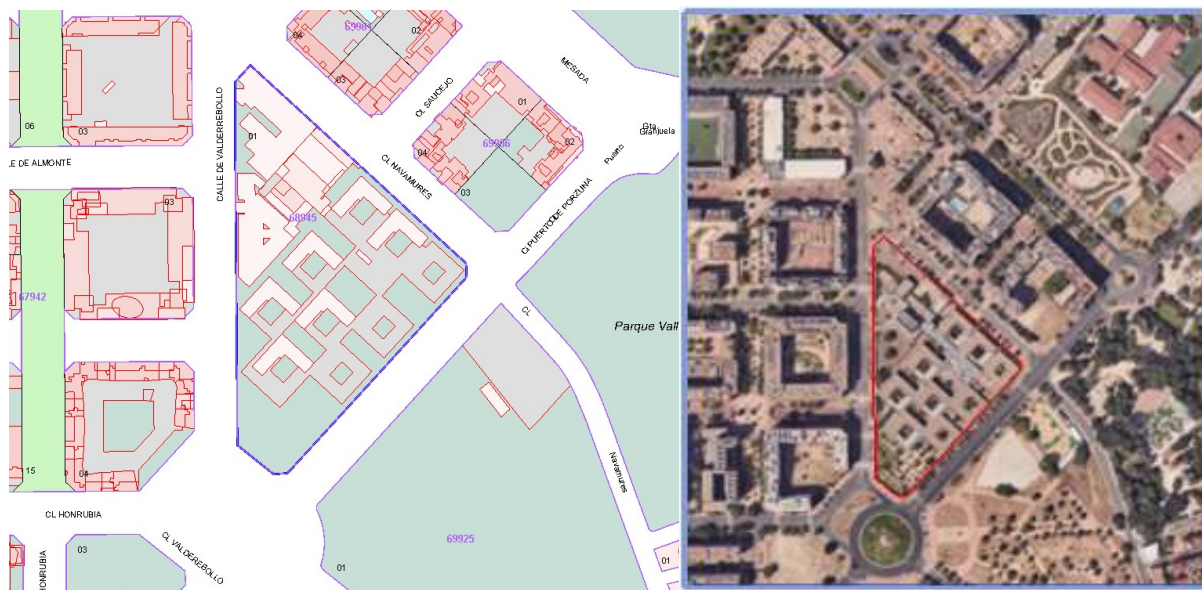 69901
02
03
MESADA
CL SAUCEJO
01
69906
02
04
03
Gta
Granjuela
06
03
LE DE ALMONTE
CALLE DE VALDERREBOLLO
01
CL NAVAMURES
Cl PUERTO DE PORZUNA
03
68945
67942
CL
Parque Vall
15
04
Navamures
CL HONRUBIA
CL VALDEREBOLLO
03
HONRUBIA
69925
01
01